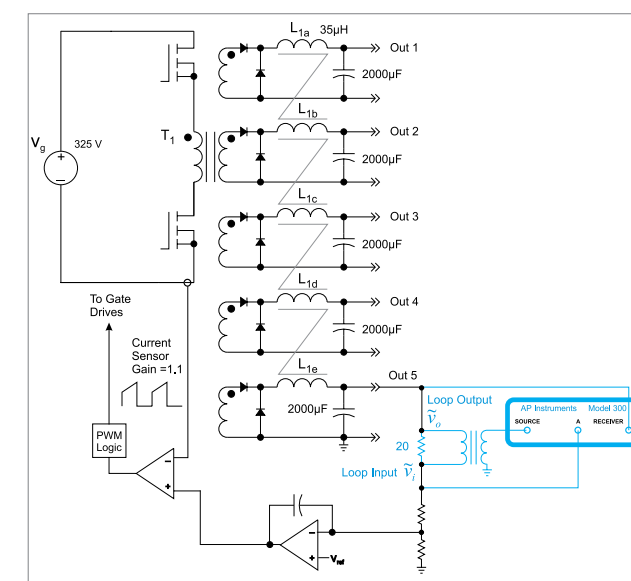 L1a 35µH
Out 1
2000µF
L1b
Out 2
2000µF
T1
Vg
325 V
+
−
L1c
Out 3
2000µF
L1d
Out 4
2000µF
To Gate
Drives
Current
Sensor
Gain =1.1
L1e
Out 5
2000µF
Loop Output
ṽo
AP Instruments Model 300
SOURCE A RECEIVER
20
Loop Input ṽi
PWM
Logic
−
+
−
+
Vref